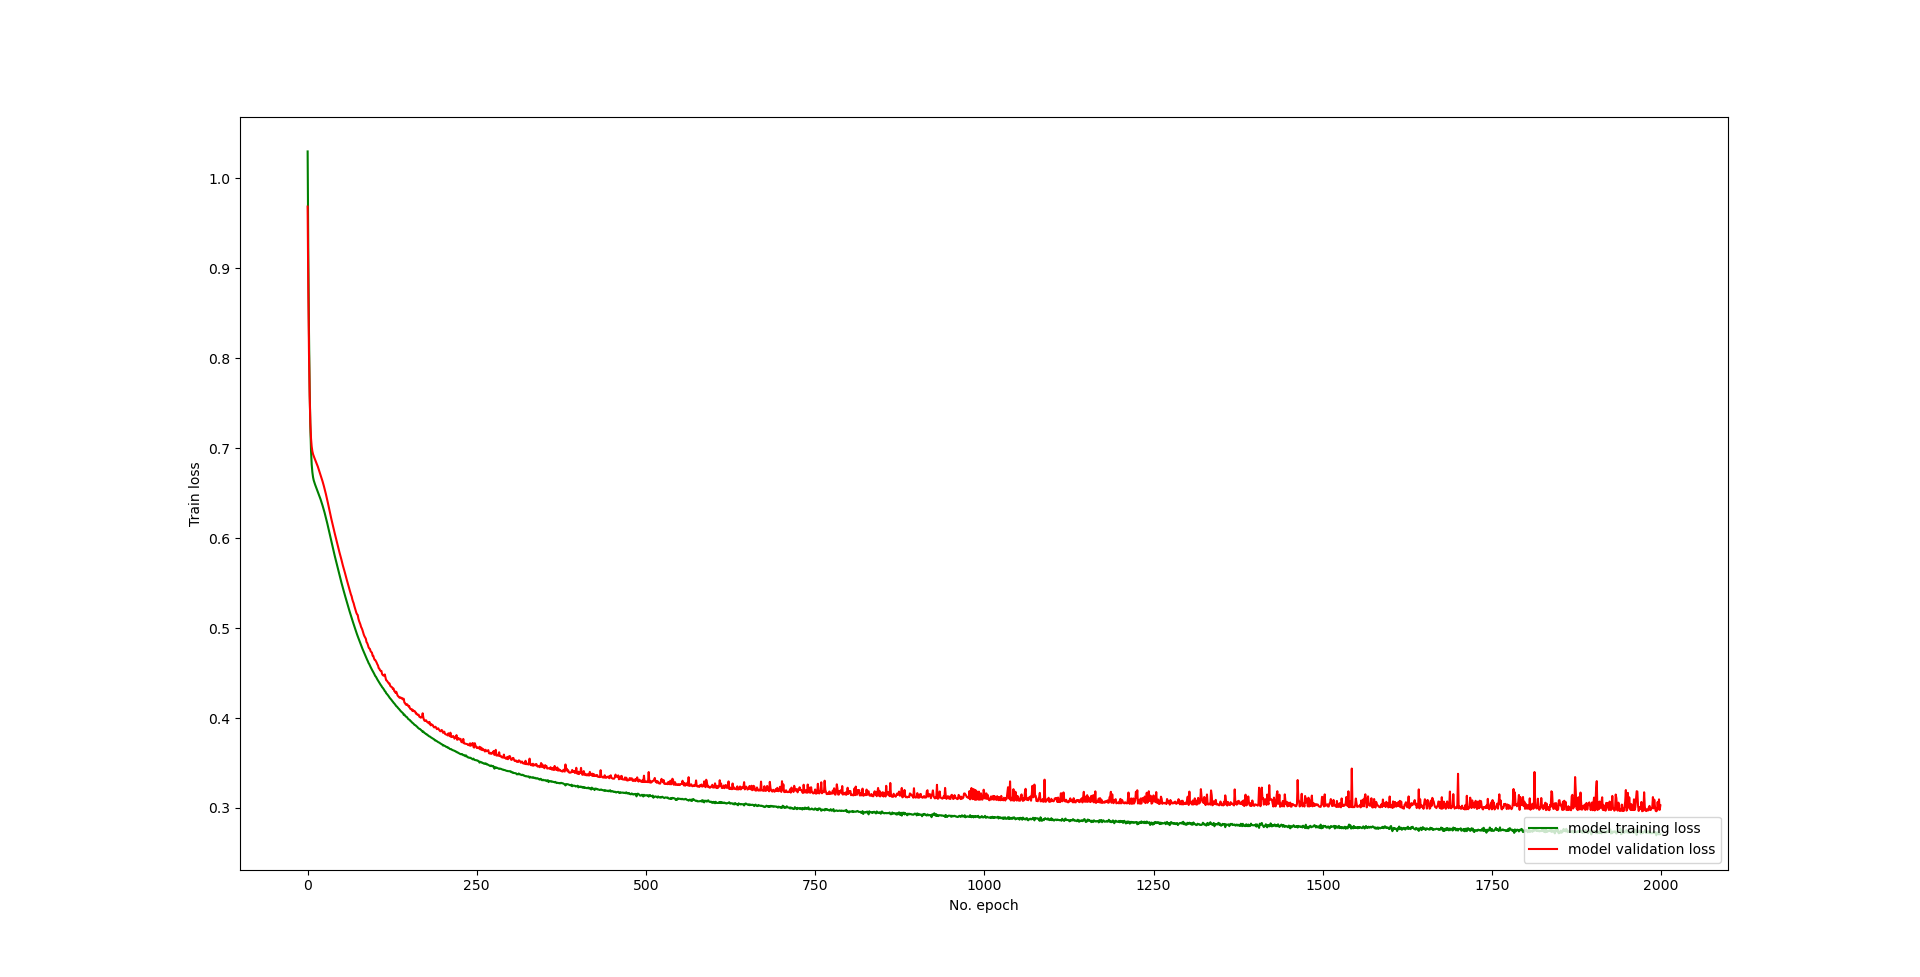 1.0
0.9
0.8
0.7
0.6
0.5
0.4
0.3
Train loss
model training loss
model validation loss
0 250 500 750 1000 1250 1500 1750 2000
No. epoch